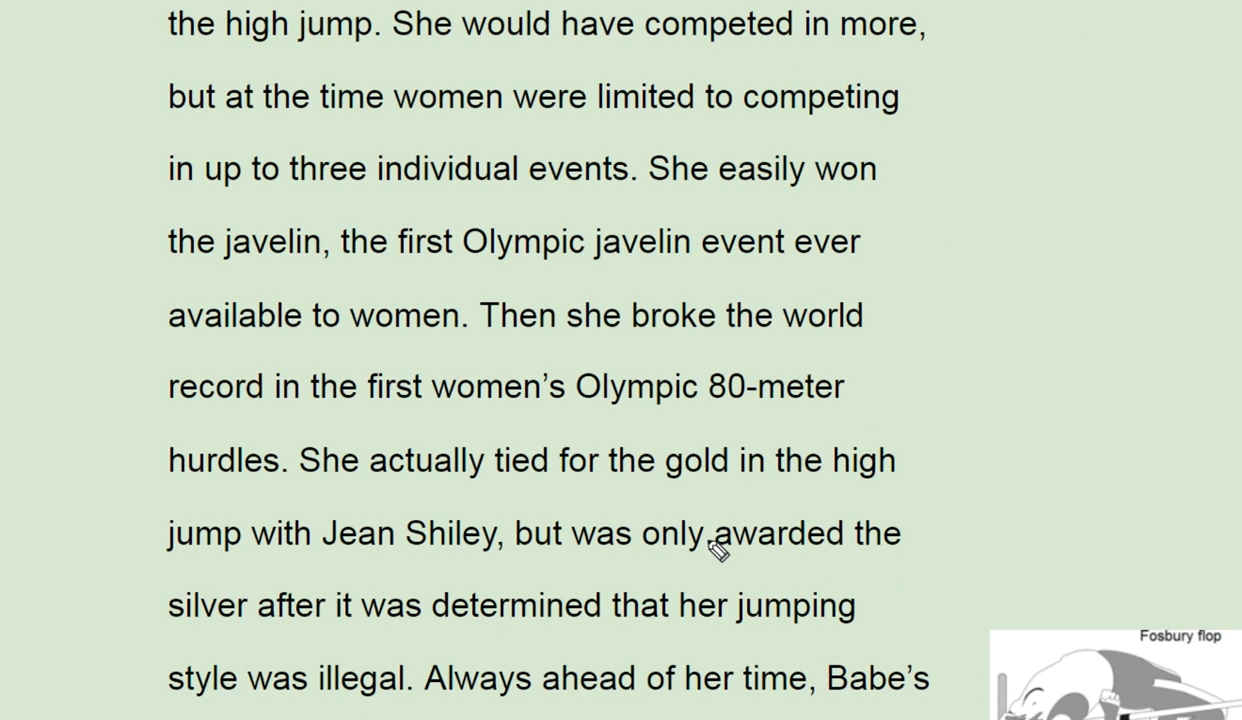 the high jump. She would have competed in more,
but at the time women were limited to competing
in up to three individual events. She easily won
the javelin, the first Olympic javelin event ever
available to women. Then she broke the world
record in the first women’s Olympic 80-meter
hurdles. She actually tied for the gold in the high
jump with Jean Shiley, but was only awarded the
silver after it was determined that her jumping
Fosbury flop
style was illegal. Always ahead of her time, Babe’s